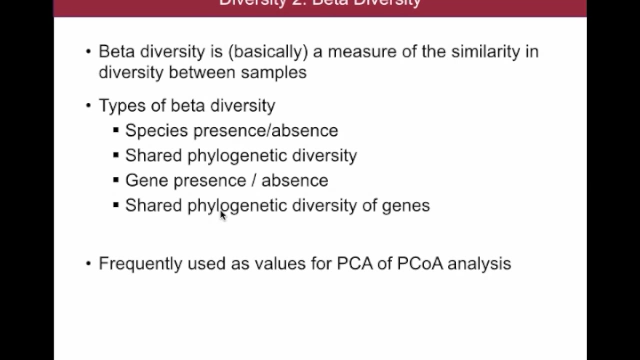 Diversity 2: Beta Diversity
• Beta diversity is (basically) a measure of the similarity in
diversity between samples
• Types of beta diversity
▪ Species presence/absence
▪ Shared phylogenetic diversity
▪ Gene presence / absence
▪ Shared phylogenetic diversity of genes
• Frequently used as values for PCA of PCoA analysis